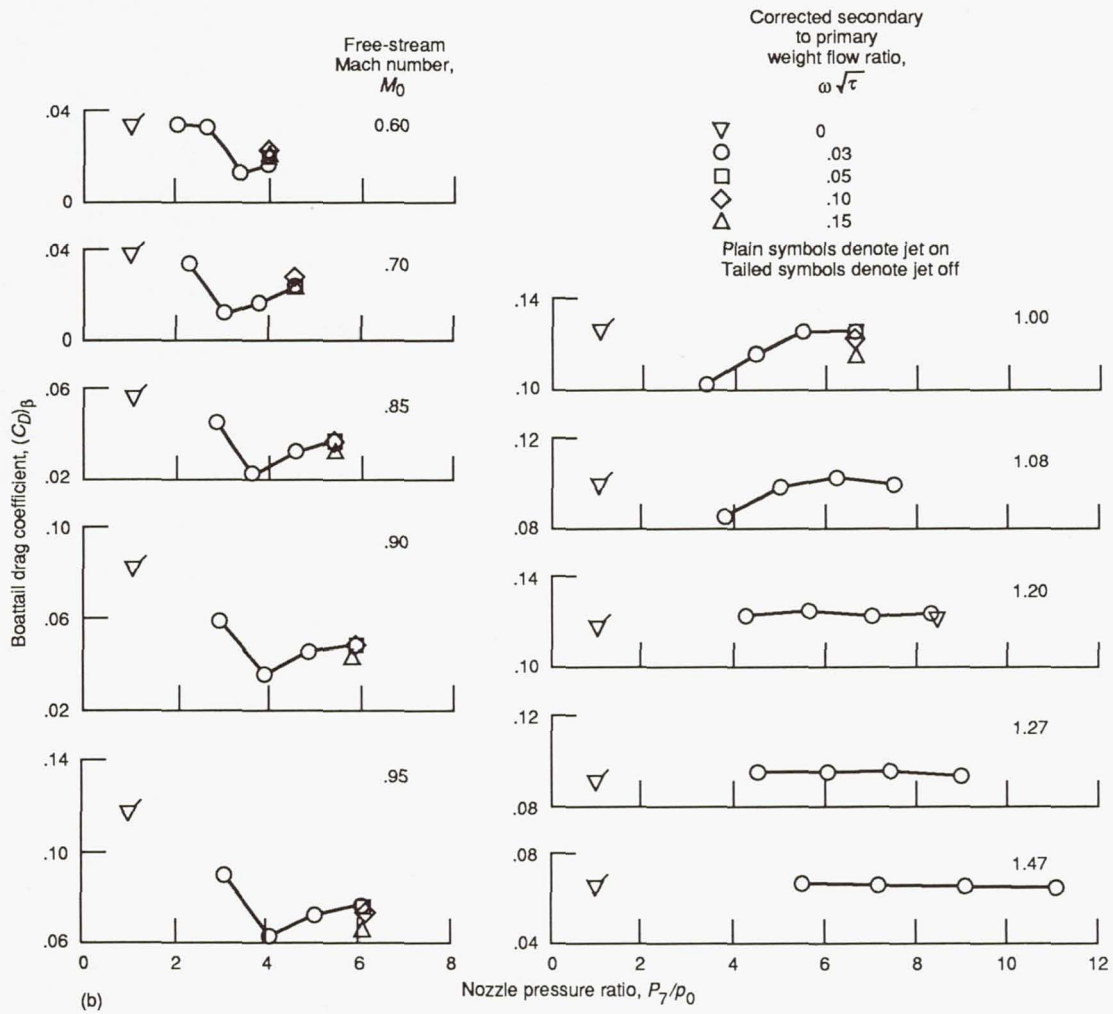 Free-stream
Mach number,
M0
Corrected secondary
to primary
weight flow ratio,
ω√τ
0
.03
.05
.10
.15
Plain symbols denote jet on
Tailed symbols denote jet off
.04
0.60
0
.04
.70
0
.06
.85
.02
.10
.90
.06
.02
.14
.95
.10
.06
0 2 4 6 8
.14
1.00
.10
.12
1.08
.08
.14
1.20
.10
.12
1.27
.08
.08
1.47
.04
0 2 4 6 8 10 12
Boattail drag coefficient, (CD)β
Nozzle pressure ratio, P7/p0
(b)